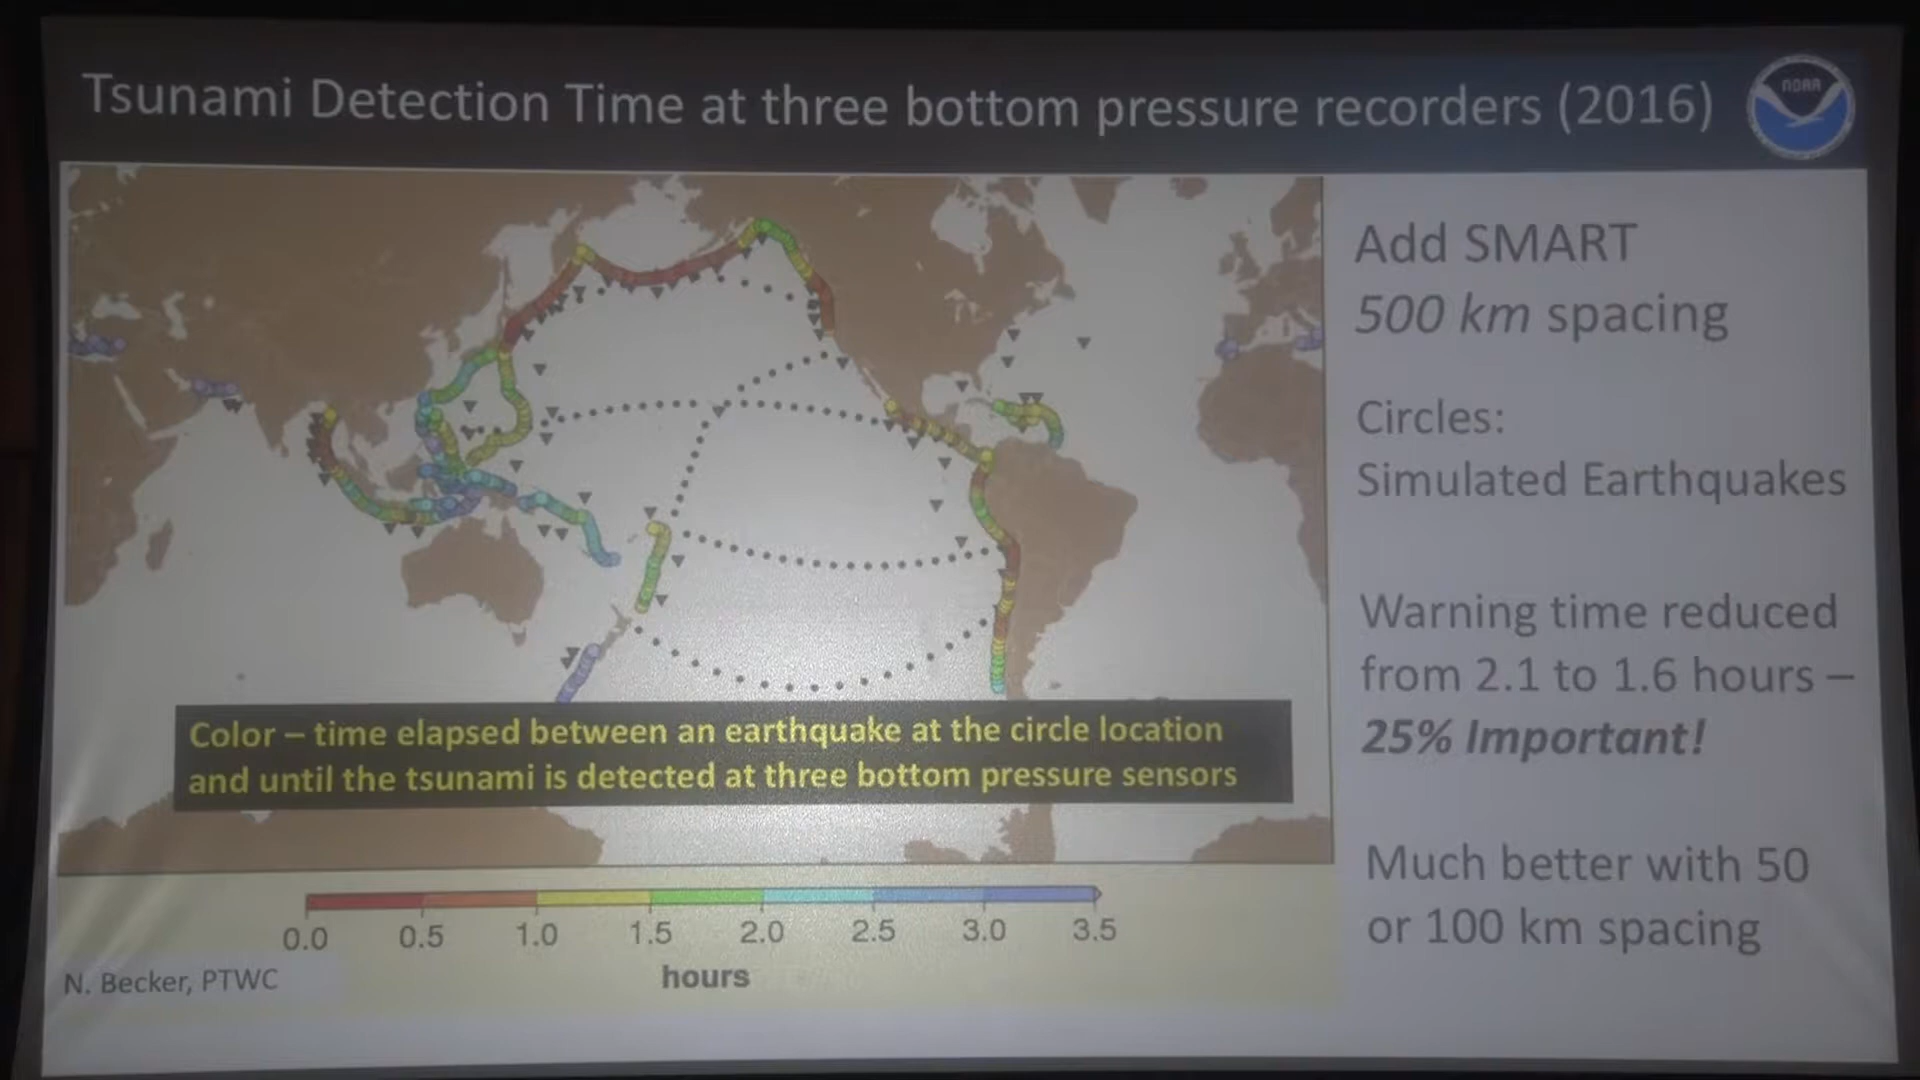 Tsunami Detection Time at three bottom pressure recorders (2016)
NOAA
Add SMART
500 km spacing
Circles:
Simulated Earthquakes
Warning time reduced
from 2.1 to 1.6 hours –
25% Important!
Much better with 50
or 100 km spacing
Color – time elapsed between an earthquake at the circle location
and until the tsunami is detected at three bottom pressure sensors
0.0 0.5 1.0 1.5 2.0 2.5 3.0 3.5
hours
N. Becker, PTWC